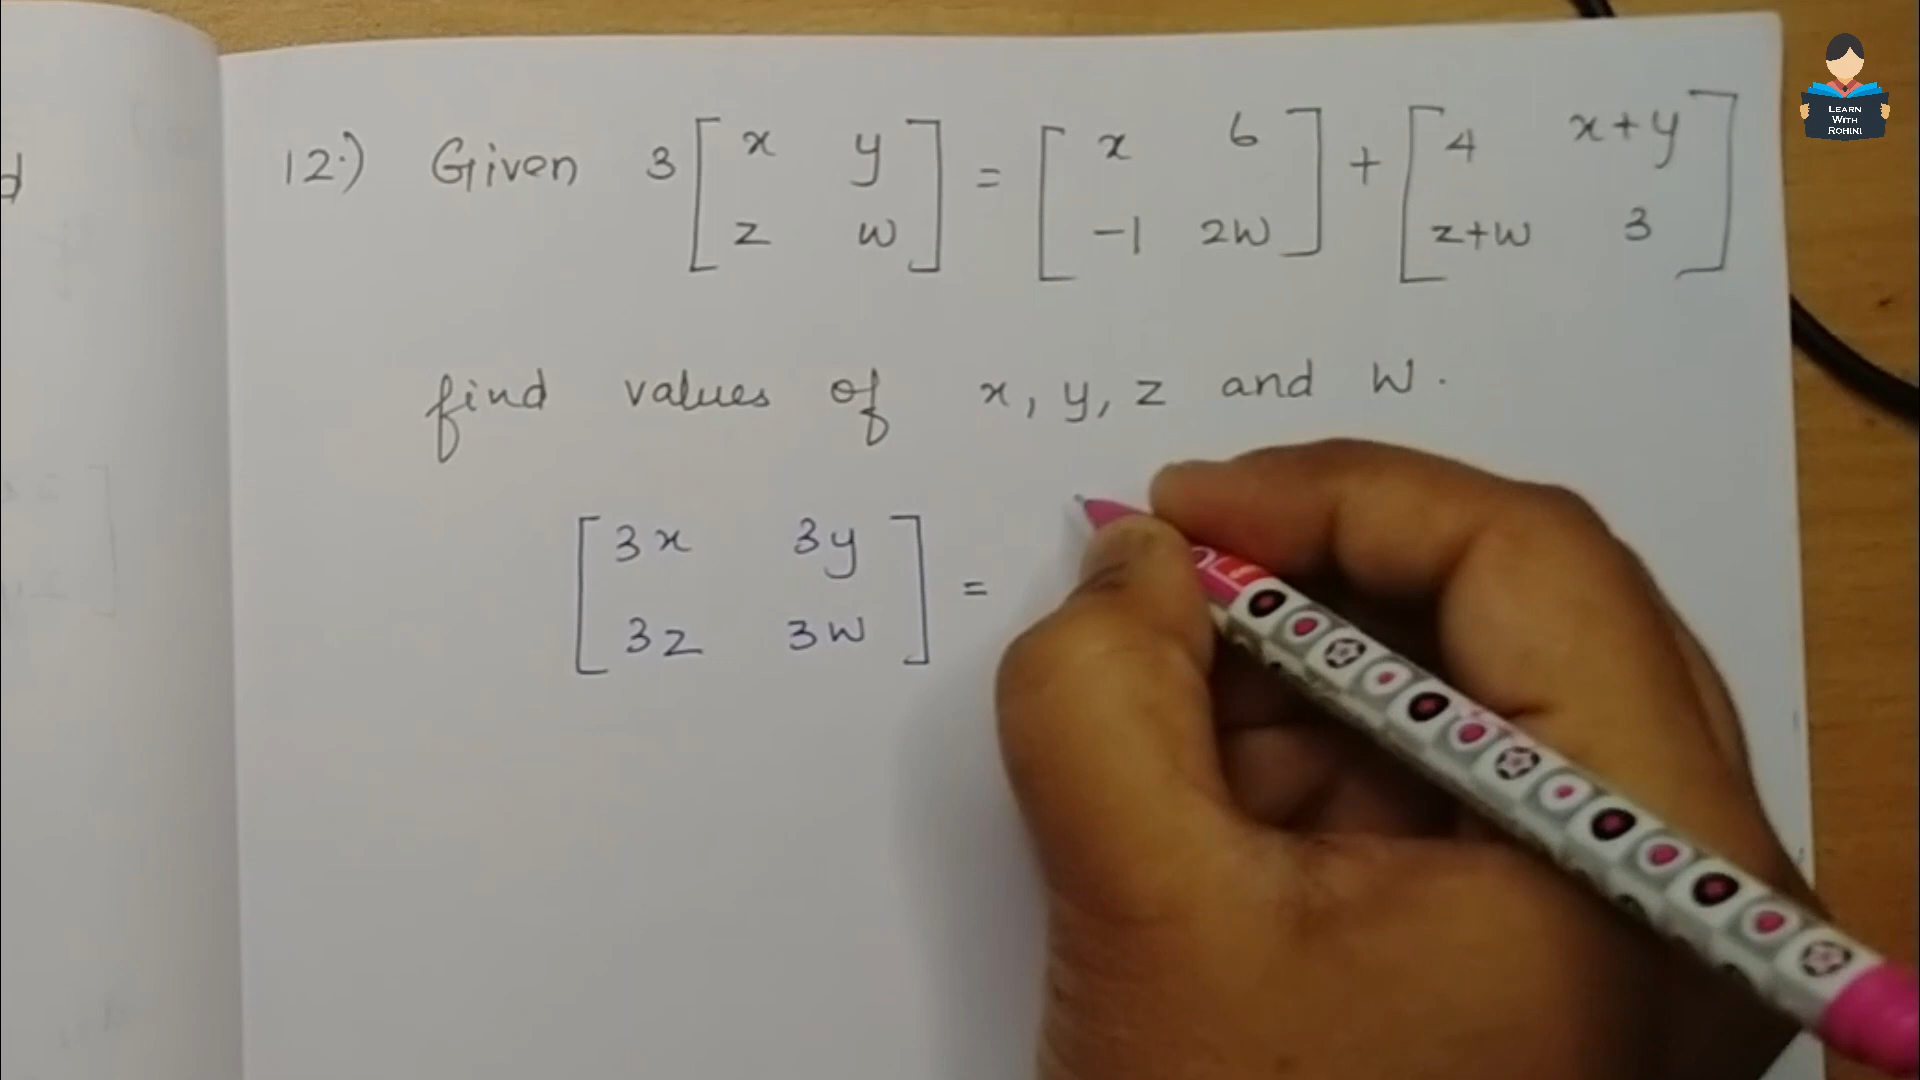 12.) Given 3 [ x y ] = [ x 6 ] + [ 4 x+y ]
[ z w ] [ -1 2w ] [ z+w 3 ]
find values of x, y, z and w.
[ 3x 3y ] =
[ 3z 3w ]
d
LEARN
WITH
ROHINI